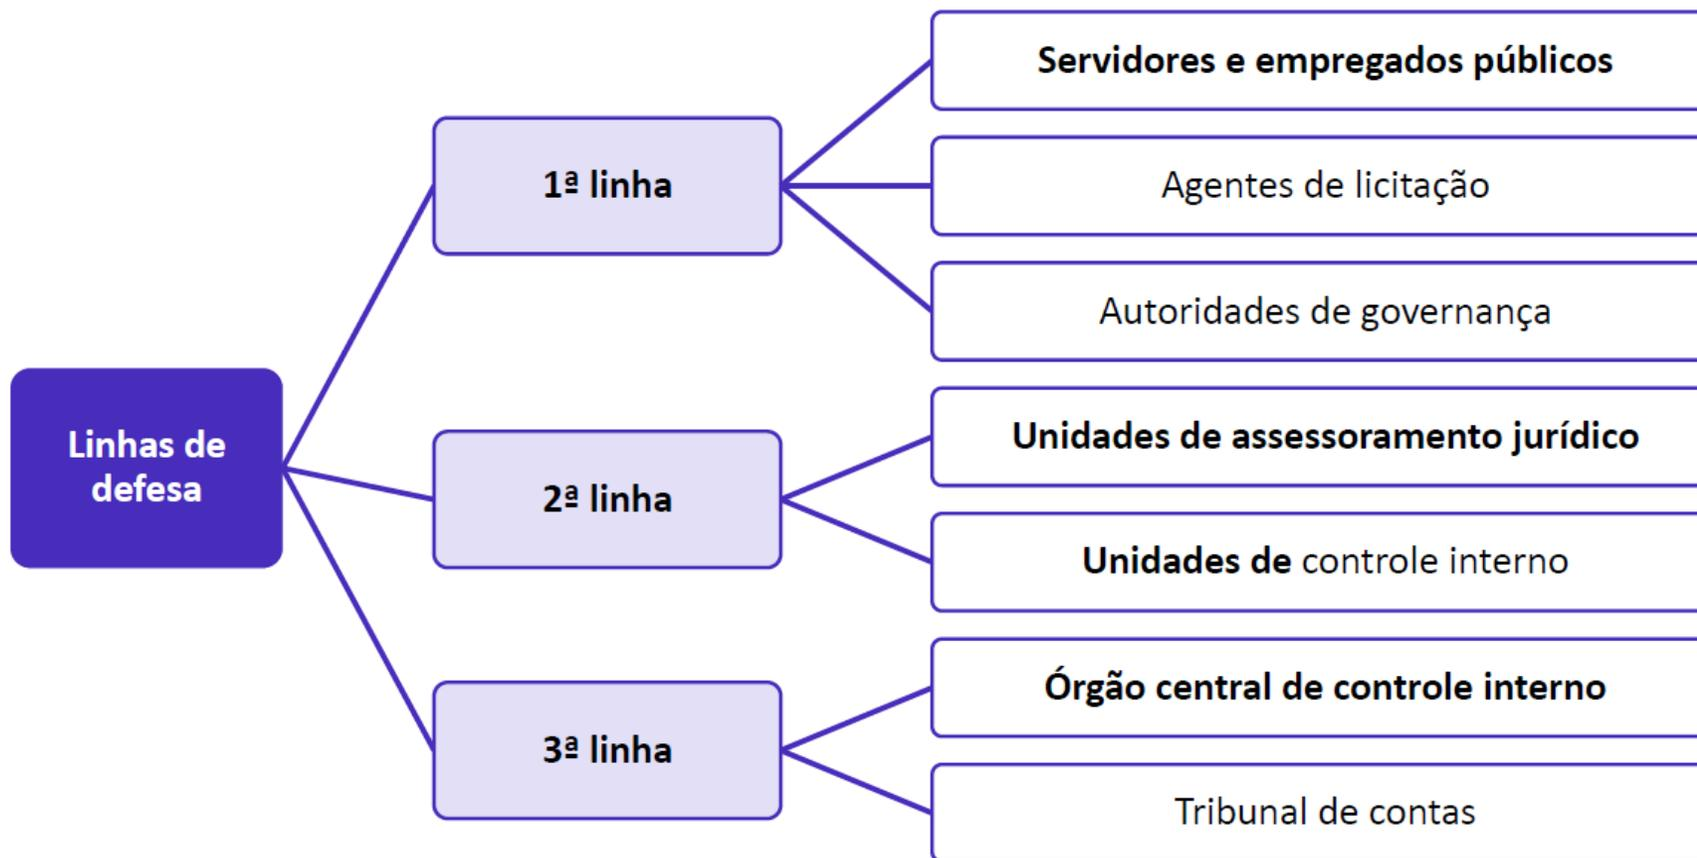 Linhas de
defesa
1ª linha
Servidores e empregados públicos
Agentes de licitação
Autoridades de governança
2ª linha
Unidades de assessoramento jurídico
Unidades de controle interno
3ª linha
Órgão central de controle interno
Tribunal de contas